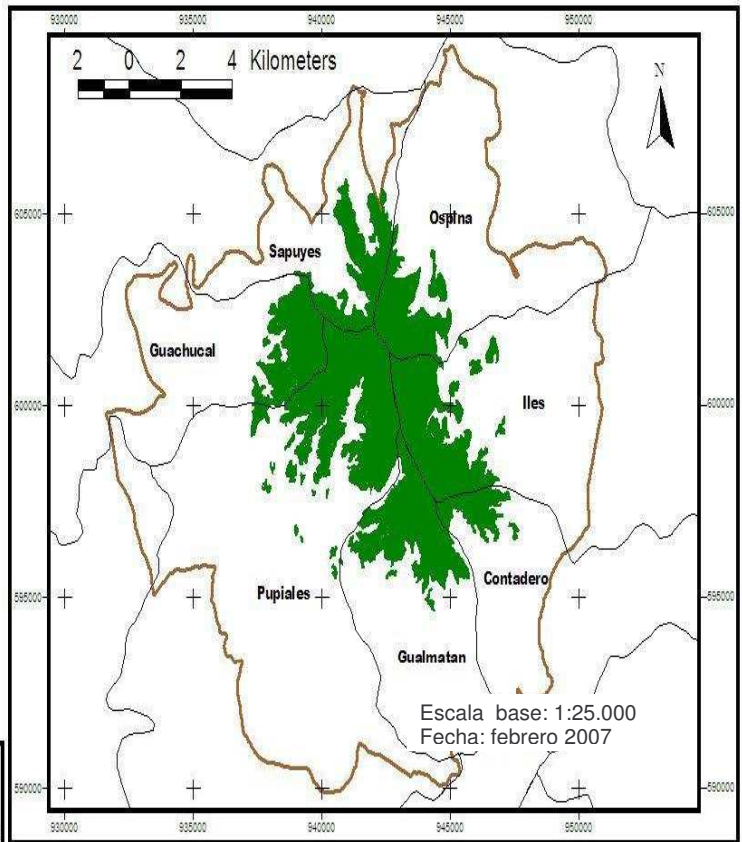 930000 935000 940000 945000 950000
2 0 2 4 Kilometers
N
605000 605000
Ospina
Sapuyes
Guachucal
600000 600000
Iles
595000 595000
Contadero
Pupiales
Gualmatan
Escala base: 1:25.000
Fecha: febrero 2007
590000 590000
930000 935000 940000 945000 950000